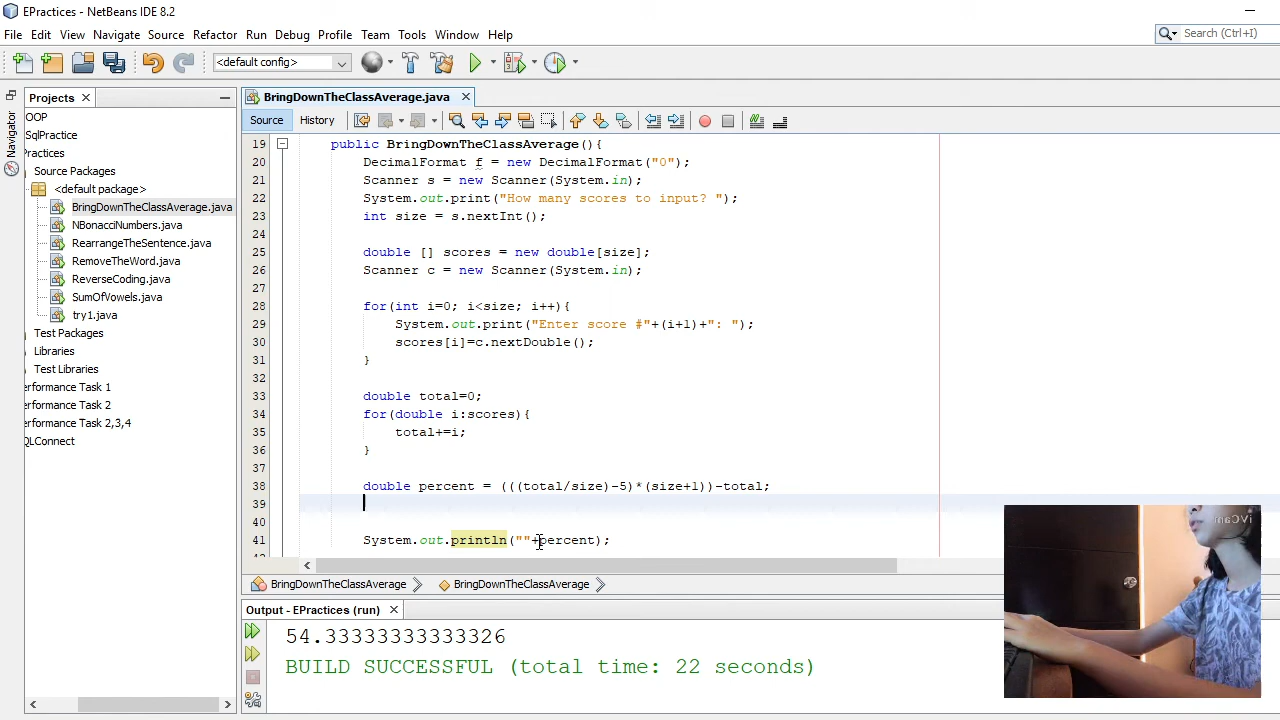 EPractices - NetBeans IDE 8.2
File Edit View Navigate Source Refactor Run Debug Profile Team Tools Window Help
Search (Ctrl+I)
<default config>
Projects
BringDownTheClassAverage.java
Navigator
OOP
SqlPractice
Practices
Source Packages
<default package>
BringDownTheClassAverage.java
NBonacciNumbers.java
RearrangeTheSentence.java
RemoveTheWord.java
ReverseCoding.java
SumOfVowels.java
try1.java
Test Packages
Libraries
Test Libraries
erformance Task 1
erformance Task 2
erformance Task 2,3,4
QLConnect
Source History
19 public BringDownTheClassAverage(){
20 DecimalFormat f = new DecimalFormat("0");
21 Scanner s = new Scanner(System.in);
22 System.out.print("How many scores to input? ");
23 int size = s.nextInt();
24
25 double [] scores = new double[size];
26 Scanner c = new Scanner(System.in);
27
28 for(int i=0; i<size; i++){
29 System.out.print("Enter score #"+(i+1)+": ");
30 scores[i]=c.nextDouble();
31 }
32
33 double total=0;
34 for(double i:scores){
35 total+=i;
36 }
37
38 double percent = (((total/size)-5)*(size+1))-total;
39
40
41 System.out.println(""+percent);
BringDownTheClassAverage BringDownTheClassAverage
Output - EPractices (run)
54.33333333333326
BUILD SUCCESSFUL (total time: 22 seconds)
iVCam